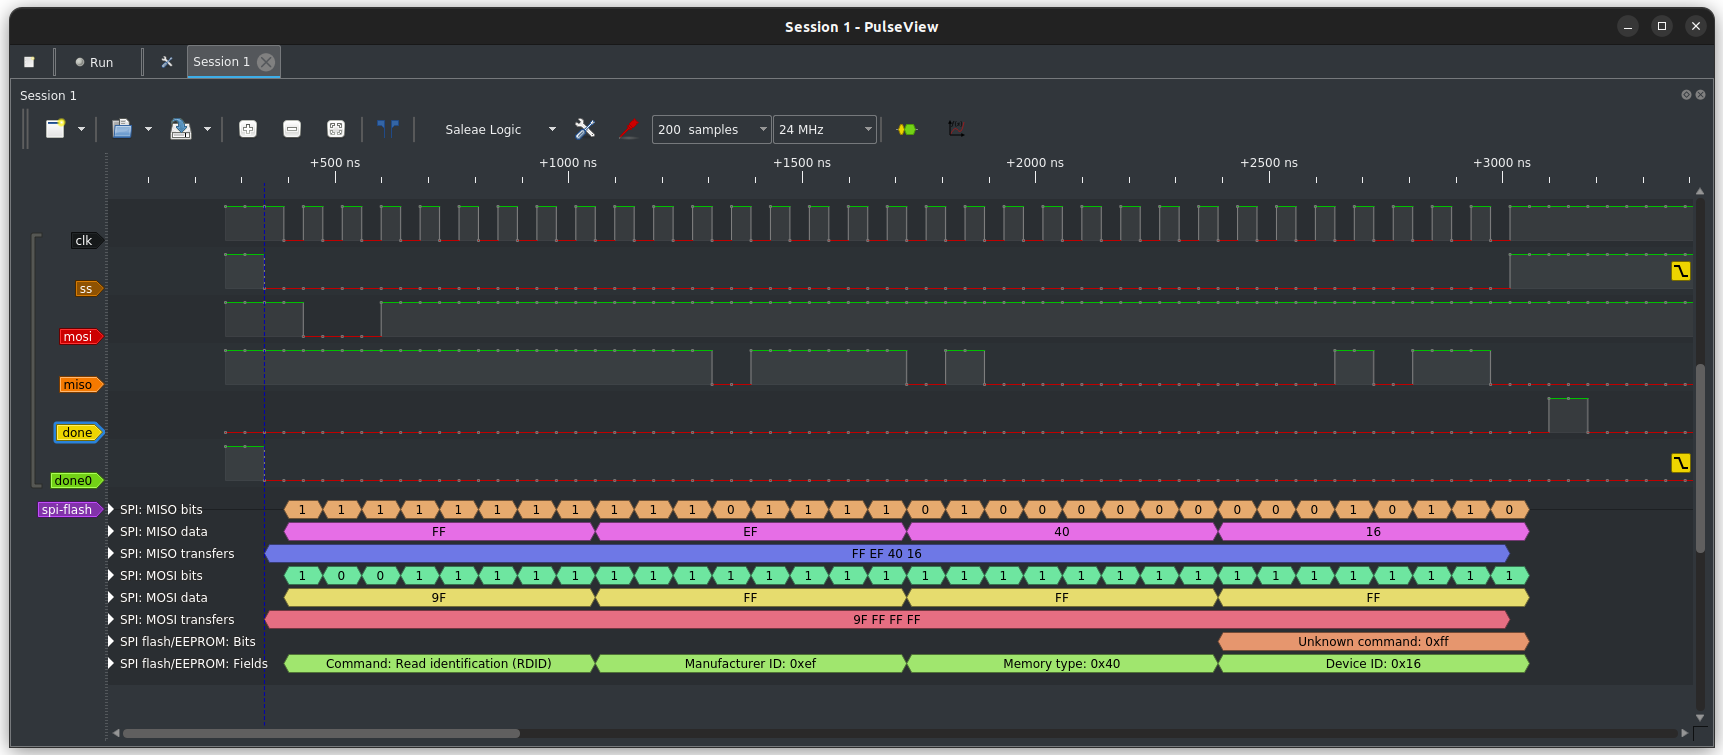 Session 1 - PulseView
Run Session 1
Session 1
Saleae Logic 200 samples 24 MHz
+500 ns +1000 ns +1500 ns +2000 ns +2500 ns +3000 ns
clk
ss
mosi
miso
done
done0
spi-flash SPI: MISO bits 1 1 1 1 1 1 1 1 1 1 1 0 1 1 1 1 0 1 0 0 0 0 0 0 0 0 0 1 0 1 1 0
SPI: MISO data FF EF 40 16
SPI: MISO transfers FF EF 40 16
SPI: MOSI bits 1 0 0 1 1 1 1 1 1 1 1 1 1 1 1 1 1 1 1 1 1 1 1 1 1 1 1 1 1 1 1 1
SPI: MOSI data 9F FF FF FF
SPI: MOSI transfers 9F FF FF FF
SPI flash/EEPROM: Bits Unknown command: 0xff
SPI flash/EEPROM: Fields Command: Read identification (RDID) Manufacturer ID: 0xef Memory type: 0x40 Device ID: 0x16